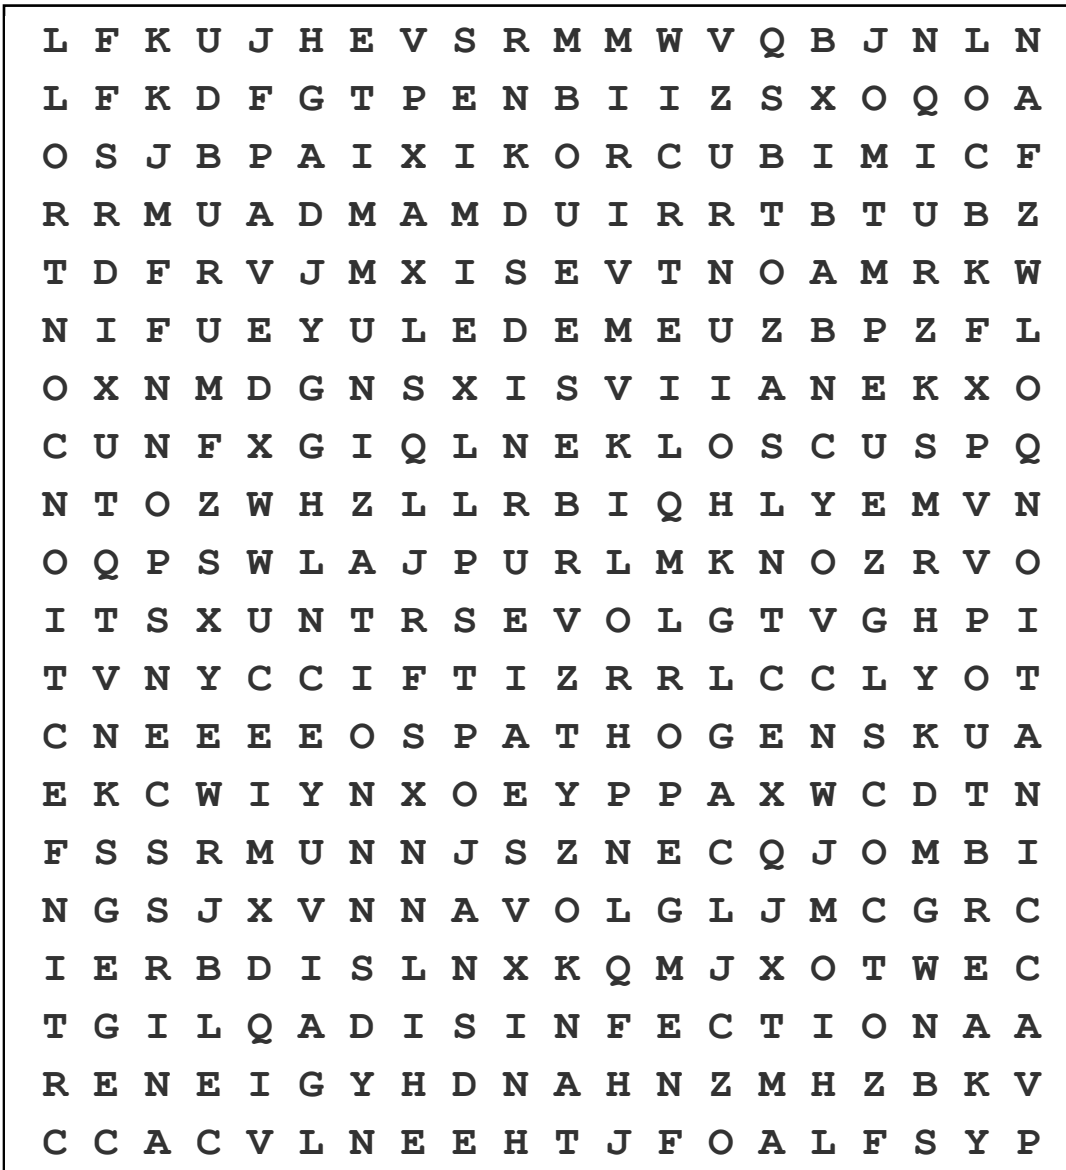 L F K U J H E V S R M M W V Q B J N L N
L F K D F G T P E N B I I Z S X O Q O A
O S J B P A I X I K O R C U B I M I C F
R R M U A D M A M D U I R R T B T U B Z
T D F R V J M X I S E V T N O A M R K W
N I F U E Y U L E D E M E U Z B P Z F L
O X N M D G N S X I S V I I A N E K X O
C U N F X G I Q L N E K L O S C U S P Q
N T O Z W H Z L L R B I Q H L Y E M V N
O Q P S W L A J P U R L M K N O Z R V O
I T S X U N T R S E V O L G T V G H P I
T V N Y C C I F T I Z R R L C C L Y O T
C N E E E E O S P A T H O G E N S K U A
E K C W I Y N X O E Y P P A X W C D T N
F S S R M U N N J S Z N E C Q J O M B I
N G S J X V N N A V O L G L J M C G R C
I E R B D I S L N X K Q M J X O T W E C
T G I L Q A D I S I N F E C T I O N A A
R E N E I G Y H D N A H N Z M H Z B K V
C C A C V L N E E H T J F O A L F S Y P